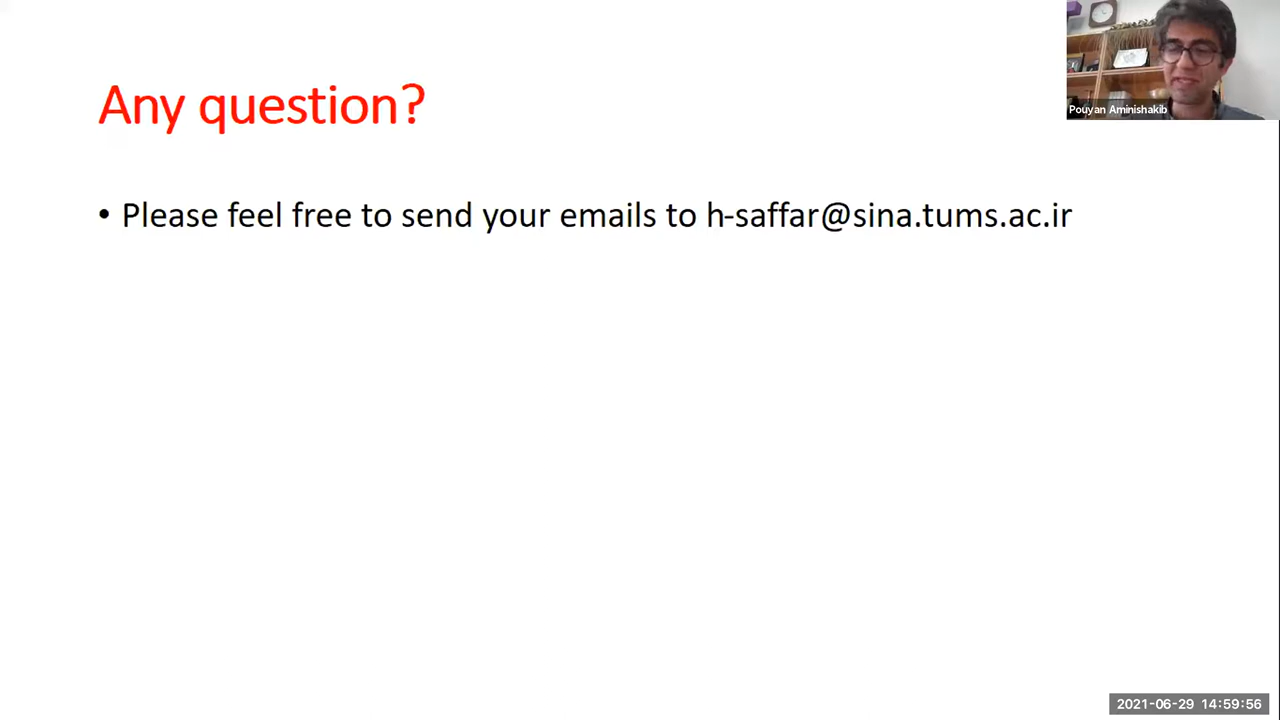 Any question?
• Please feel free to send your emails to h-saffar@sina.tums.ac.ir
Pouyan Aminishakib
2021-06-29 14:59:56